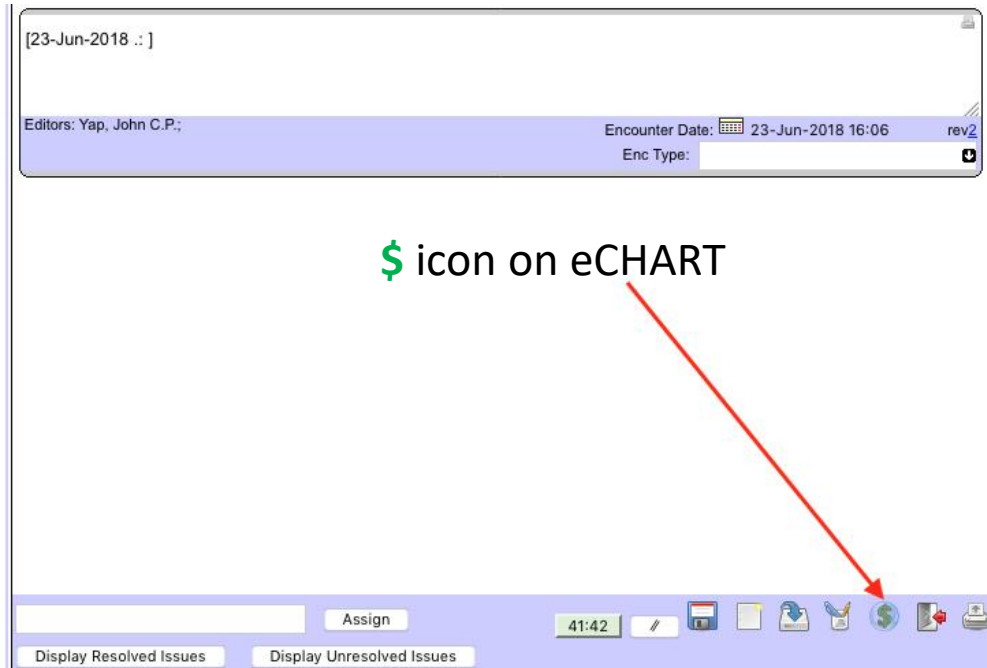 [23-Jun-2018 .: ]
Editors: Yap, John C.P.;
Encounter Date: 23-Jun-2018 16:06 rev2
Enc Type:
$ icon on eCHART
Assign
41:42 //
$
Display Resolved Issues Display Unresolved Issues